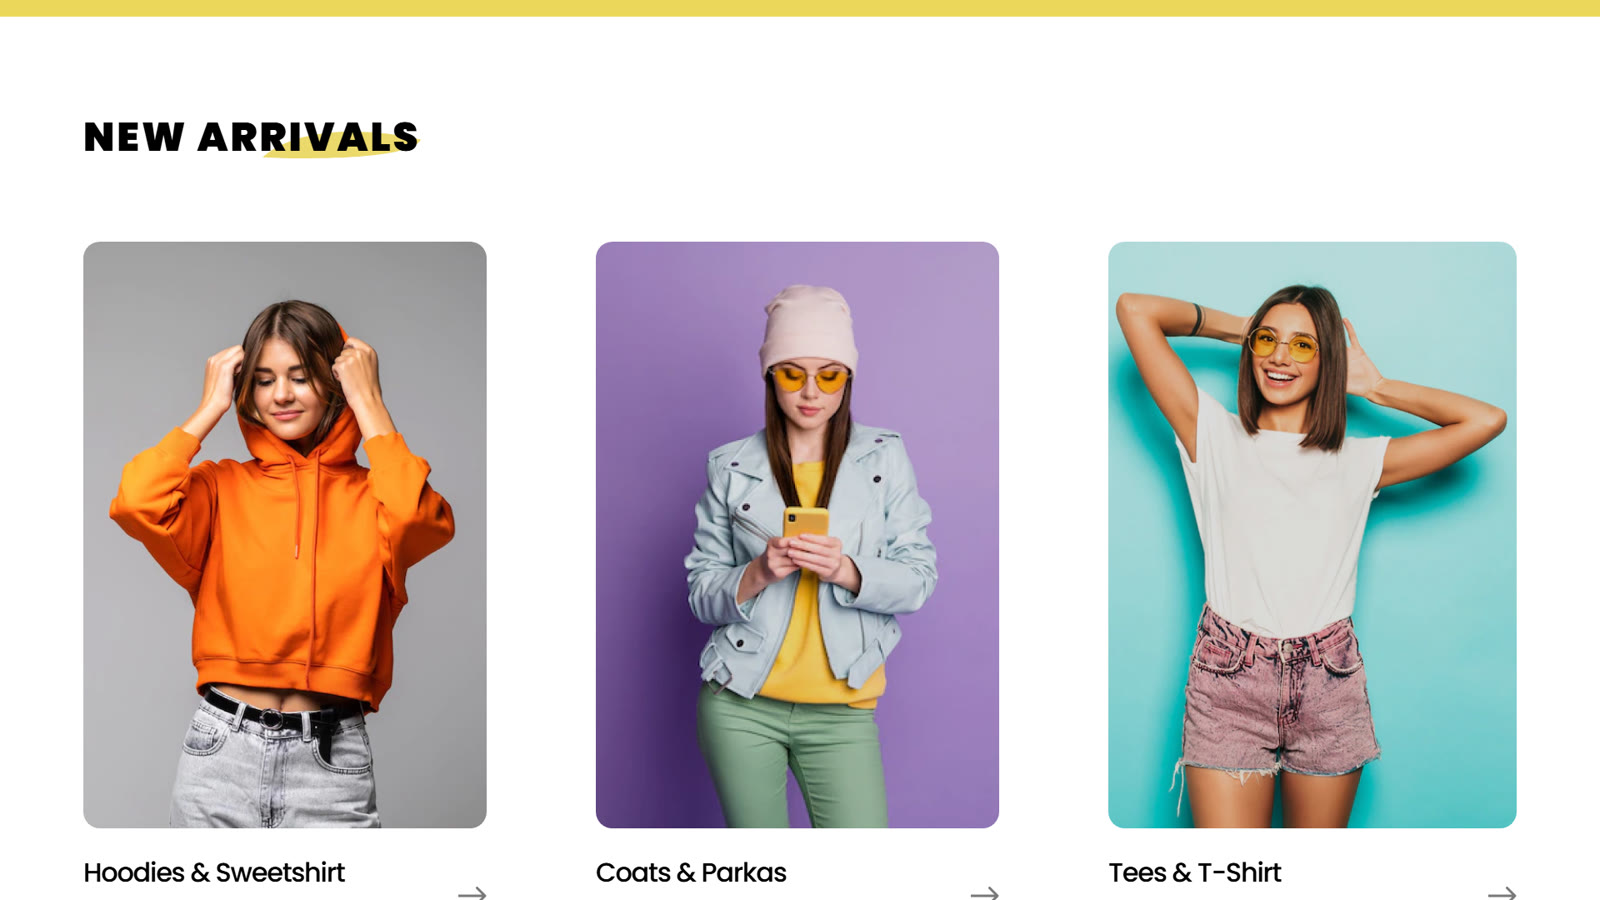 NEW ARRIVALS
Hoodies & Sweetshirt
Coats & Parkas
Tees & T-Shirt